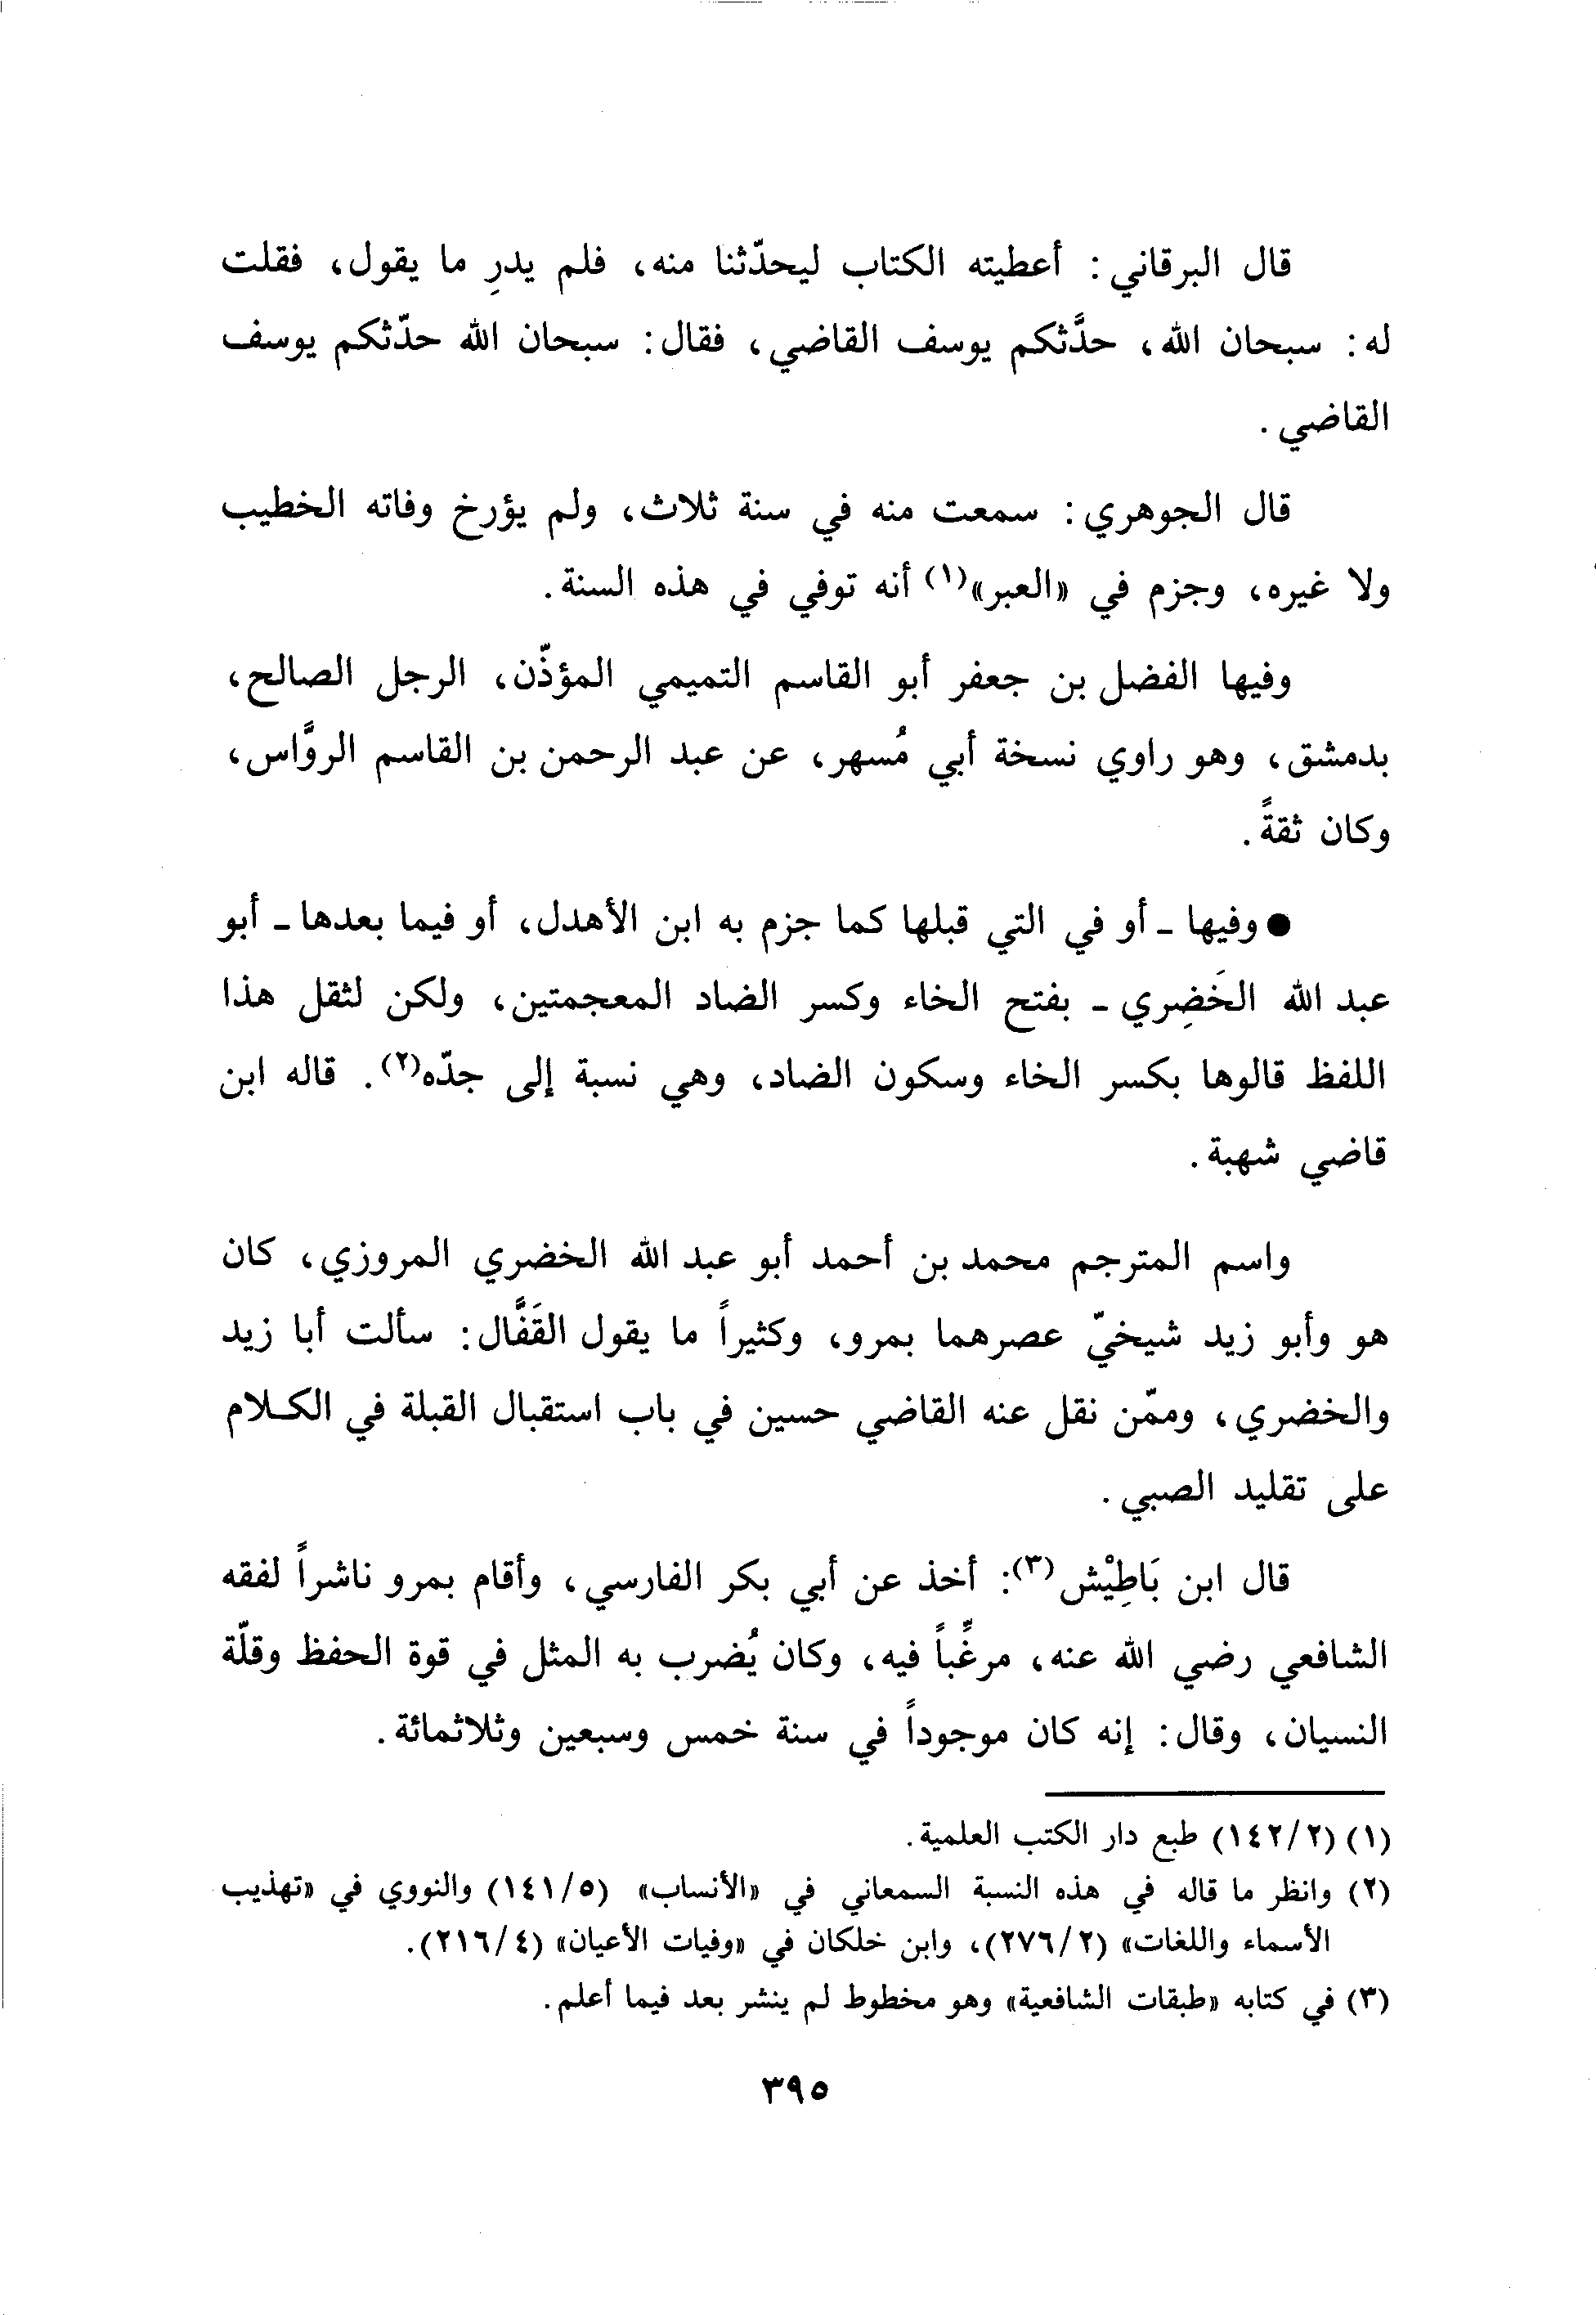 قال البرقاني: أعطيته الكتاب ليحدّثنا منه، فلم يدرِ ما يقول، فقلت
له: سبحان الله، حدَّثكم يوسف القاضي، فقال: سبحان الله حدّثكم يوسف
القاضي.
قال الجوهري: سمعت منه في سنة ثلاث، ولم يؤرخ وفاته الخطيب
ولا غيره، وجزم في «العبر»(١) أنه توفي في هذه السنة.
وفيها الفضل بن جعفر أبو القاسم التميمي المؤذّن، الرجل الصالح،
بدمشق، وهو راوي نسخة أبي مُسهر، عن عبد الرحمن بن القاسم الروَّاس،
وكان ثقةً.
● وفيها - أو في التي قبلها كما جزم به ابن الأهدل، أو فيما بعدها - أبو
عبد الله الخَضِري - بفتح الخاء وكسر الضاد المعجمتين، ولكن لثقل هذا
اللفظ قالوها بكسر الخاء وسكون الضاد، وهي نسبة إلى جدّه(٢). قاله ابن
قاضي شهبة.
واسم المترجم محمد بن أحمد أبو عبد الله الخضري المروزي، كان
هو وأبو زيد شيخيّ عصرهما بمرو، وكثيراً ما يقول القَفَّال: سألت أبا زيد
والخضري، وممّن نقل عنه القاضي حسين في باب استقبال القبلة في الكلام
على تقليد الصبي.
قال ابن بَاطِيْش(٣): أخذ عن أبي بكر الفارسي، وأقام بمرو ناشراً لفقه
الشافعي رضي الله عنه، مرغِّباً فيه، وكان يُضرب به المثل في قوة الحفظ وقلّة
النسيان، وقال: إنه كان موجوداً في سنة خمس وسبعين وثلاثمائة.
(١) (١٤٢/٢) طبع دار الكتب العلمية.
(٢) وانظر ما قاله في هذه النسبة السمعاني في «الأنساب» (١٤١/٥) والنووي في «تهذيب
الأسماء واللغات» (٢٧٦/٢)، وابن خلكان في «وفيات الأعيان» (٢١٦/٤).
(٣) في كتابه «طبقات الشافعية» وهو مخطوط لم ينشر بعد فيما أعلم.
٣٩٥